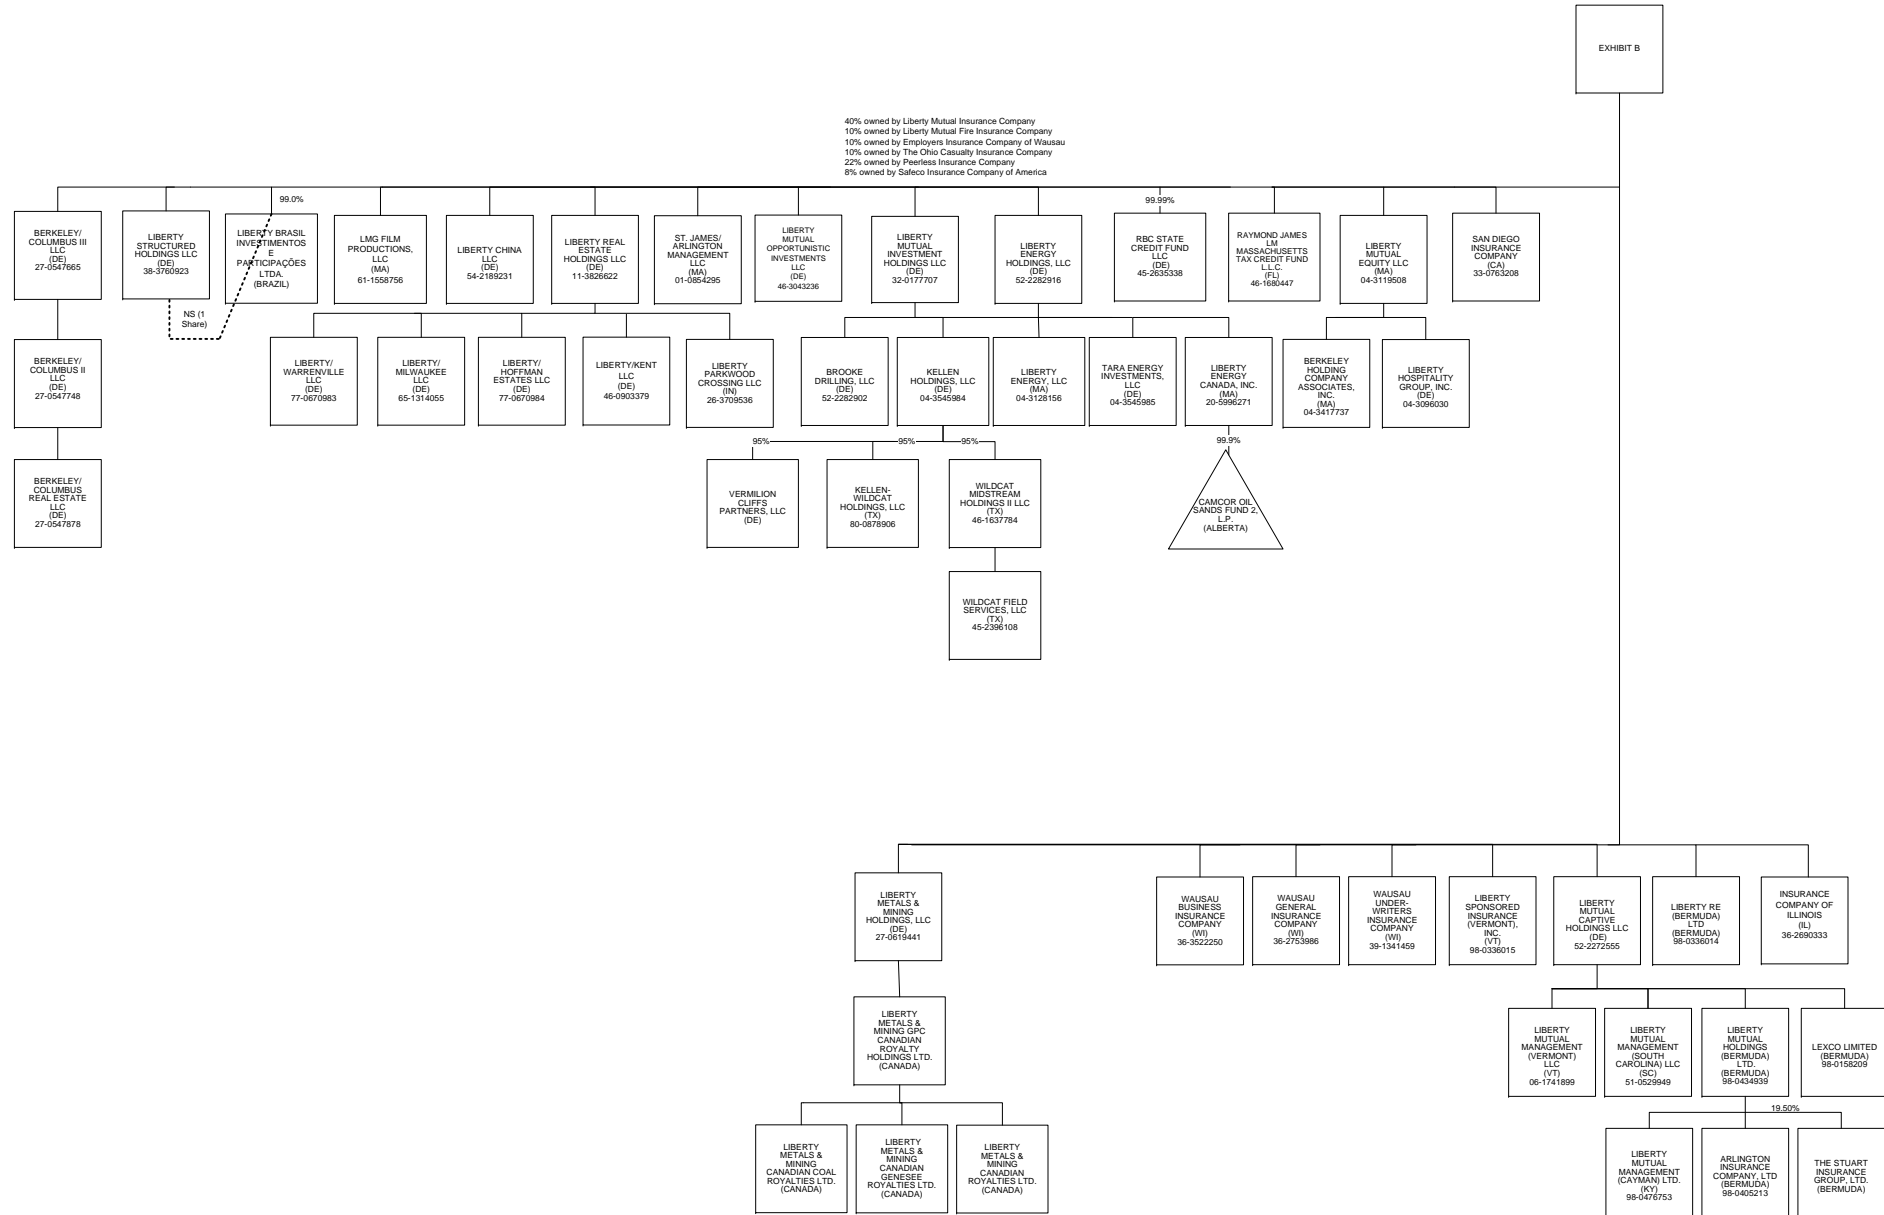 EXHIBIT B
40% owned by Liberty Mutual Insurance Company
10% owned by Liberty Mutual Fire Insurance Company
10% owned by Employers Insurance Company of Wausau
10% owned by The Ohio Casualty Insurance Company
22% owned by Peerless Insurance Company
8% owned by Safeco Insurance Company of America
99.0%
99.99%
BERKELEY/
COLUMBUS III
LLC
(DE)
27-0547665
LIBERTY
STRUCTURED
HOLDINGS LLC
(DE)
38-3760923
LIBERTY BRASIL
INVESTIMENTOS
E
PARTICIPAÇÕES
LTDA.
(BRAZIL)
LMG FILM
PRODUCTIONS,
LLC
(MA)
61-1558756
LIBERTY CHINA
LLC
(DE)
54-2189231
LIBERTY REAL
ESTATE
HOLDINGS LLC
(DE)
11-3826622
ST. JAMES/
ARLINGTON
MANAGEMENT
LLC
(MA)
01-0854295
LIBERTY
MUTUAL
OPPORTUNISTIC
INVESTMENTS
LLC
(DE)
46-3043236
LIBERTY
MUTUAL
INVESTMENT
HOLDINGS LLC
(DE)
32-0177707
LIBERTY
ENERGY
HOLDINGS, LLC
(DE)
52-2282916
RBC STATE
CREDIT FUND
LLC
(DE)
45-2635338
RAYMOND JAMES
LM
MASSACHUSETTS
TAX CREDIT FUND
L.L.C.
(FL)
46-1680447
LIBERTY
MUTUAL
EQUITY LLC
(MA)
04-3119508
SAN DIEGO
INSURANCE
COMPANY
(CA)
33-0763208
NS (1
Share)
BERKELEY/
COLUMBUS II
LLC
(DE)
27-0547748
LIBERTY/
WARRENVILLE
LLC
(DE)
77-0670983
LIBERTY/
MILWAUKEE
LLC
(DE)
65-1314055
LIBERTY/
HOFFMAN
ESTATES LLC
(DE)
77-0670984
LIBERTY/KENT
LLC
(DE)
46-0903379
LIBERTY
PARKWOOD
CROSSING LLC
(IN)
26-3709536
BROOKE
DRILLING, LLC
(DE)
52-2282902
KELLEN
HOLDINGS, LLC
(DE)
04-3545984
LIBERTY
ENERGY, LLC
(MA)
04-3128156
TARA ENERGY
INVESTMENTS,
LLC
(DE)
04-3545985
LIBERTY
ENERGY
CANADA, INC.
(MA)
20-5996271
BERKELEY
HOLDING
COMPANY
ASSOCIATES,
INC.
(MA)
04-3417737
LIBERTY
HOSPITALITY
GROUP, INC.
(DE)
04-3096030
95%
95%
95%
99.9%
BERKELEY/
COLUMBUS
REAL ESTATE
LLC
(DE)
27-0547878
VERMILION
CLIFFS
PARTNERS, LLC
(DE)
KELLEN-
WILDCAT
HOLDINGS, LLC
(TX)
80-0878906
WILDCAT
MIDSTREAM
HOLDINGS II LLC
(TX)
46-1637784
CAMCOR OIL
SANDS FUND 2,
L.P.
(ALBERTA)
WILDCAT FIELD
SERVICES, LLC
(TX)
45-2396108
LIBERTY
METALS &
MINING
HOLDINGS, LLC
(DE)
27-0619441
WAUSAU
BUSINESS
INSURANCE
COMPANY
(WI)
36-3522250
WAUSAU
GENERAL
INSURANCE
COMPANY
(WI)
36-2753986
WAUSAU
UNDER-
WRITERS
INSURANCE
COMPANY
(WI)
39-1341459
LIBERTY
SPONSORED
INSURANCE
(VERMONT),
INC.
(VT)
98-0336015
LIBERTY
MUTUAL
CAPTIVE
HOLDINGS LLC
(DE)
52-2272555
LIBERTY RE
(BERMUDA)
LTD
(BERMUDA)
98-0336014
INSURANCE
COMPANY OF
ILLINOIS
(IL)
36-2690333
LIBERTY
METALS &
MINING GPC
CANADIAN
ROYALTY
HOLDINGS LTD.
(CANADA)
LIBERTY
MUTUAL
MANAGEMENT
(VERMONT)
LLC
(VT)
06-1741899
LIBERTY
MUTUAL
MANAGEMENT
(SOUTH
CAROLINA) LLC
(SC)
51-0529949
LIBERTY
MUTUAL
HOLDINGS
(BERMUDA)
LTD.
(BERMUDA)
98-0434939
LEXCO LIMITED
(BERMUDA)
98-0158209
19.50%
LIBERTY
METALS &
MINING
CANADIAN COAL
ROYALTIES LTD.
(CANADA)
LIBERTY
METALS &
MINING
CANADIAN
GENESEE
ROYALTIES LTD.
(CANADA)
LIBERTY
METALS &
MINING
CANADIAN
ROYALTIES LTD.
(CANADA)
LIBERTY
MUTUAL
MANAGEMENT
(CAYMAN) LTD.
(KY)
98-0476753
ARLINGTON
INSURANCE
COMPANY, LTD
(BERMUDA)
98-0405213
THE STUART
INSURANCE
GROUP, LTD.
(BERMUDA)